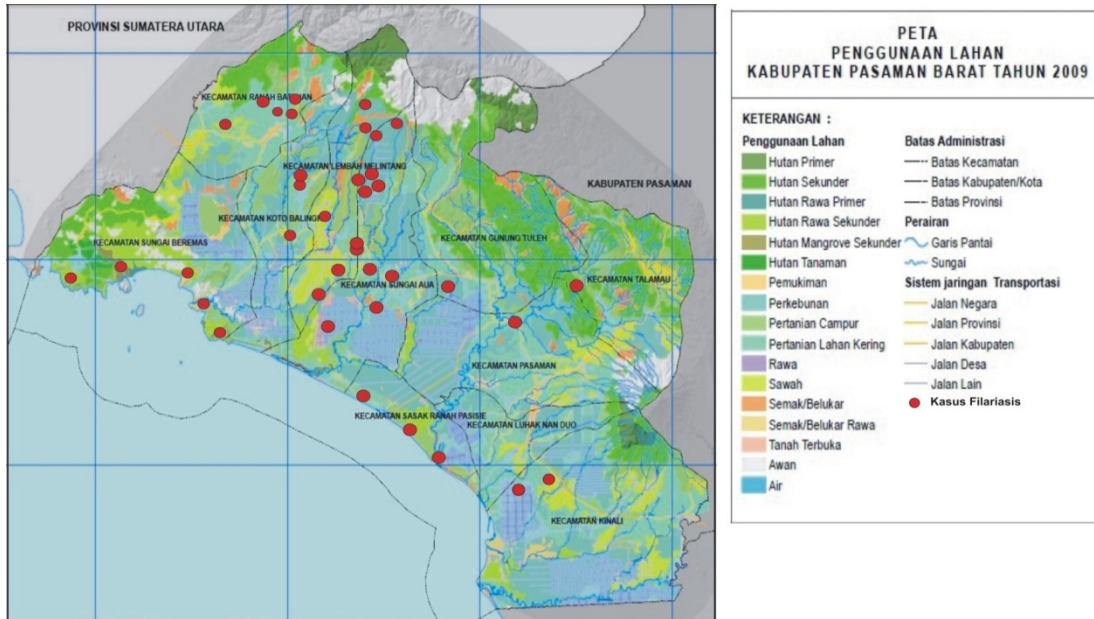 PROVINSI SUMATERA UTARA
KECAMATAN RANAH BATAHAN
KECAMATAN LEMBAH MELINTANG
KABUPATEN PASAMAN
KECAMATAN KOTO BALINGKA
KECAMATAN SUNGAI BEREMAS
KECAMATAN GUNUNG TULEH
KECAMATAN TALAMAU
KECAMATAN SUNGAI AUA
KECAMATAN PASAMAN
KECAMATAN SASAK RANAH PASISIE
KECAMATAN LUHAK NAN DUO
KECAMATAN KINALI
PETA
PENGGUNAAN LAHAN
KABUPATEN PASAMAN BARAT TAHUN 2009
KETERANGAN :
Penggunaan Lahan
Hutan Primer
Hutan Sekunder
Hutan Rawa Primer
Hutan Rawa Sekunder
Hutan Mangrove Sekunder
Hutan Tanaman
Pemukiman
Perkebunan
Pertanian Campur
Pertanian Lahan Kering
Rawa
Sawah
Semak/Belukar
Semak/Belukar Rawa
Tanah Terbuka
Awan
Air
Batas Administrasi
Batas Kecamatan
Batas Kabupaten/Kota
Batas Provinsi
Perairan
Garis Pantai
Sungai
Sistem jaringan Transportasi
Jalan Negara
Jalan Provinsi
Jalan Kabupaten
Jalan Desa
Jalan Lain
Kasus Filariasis